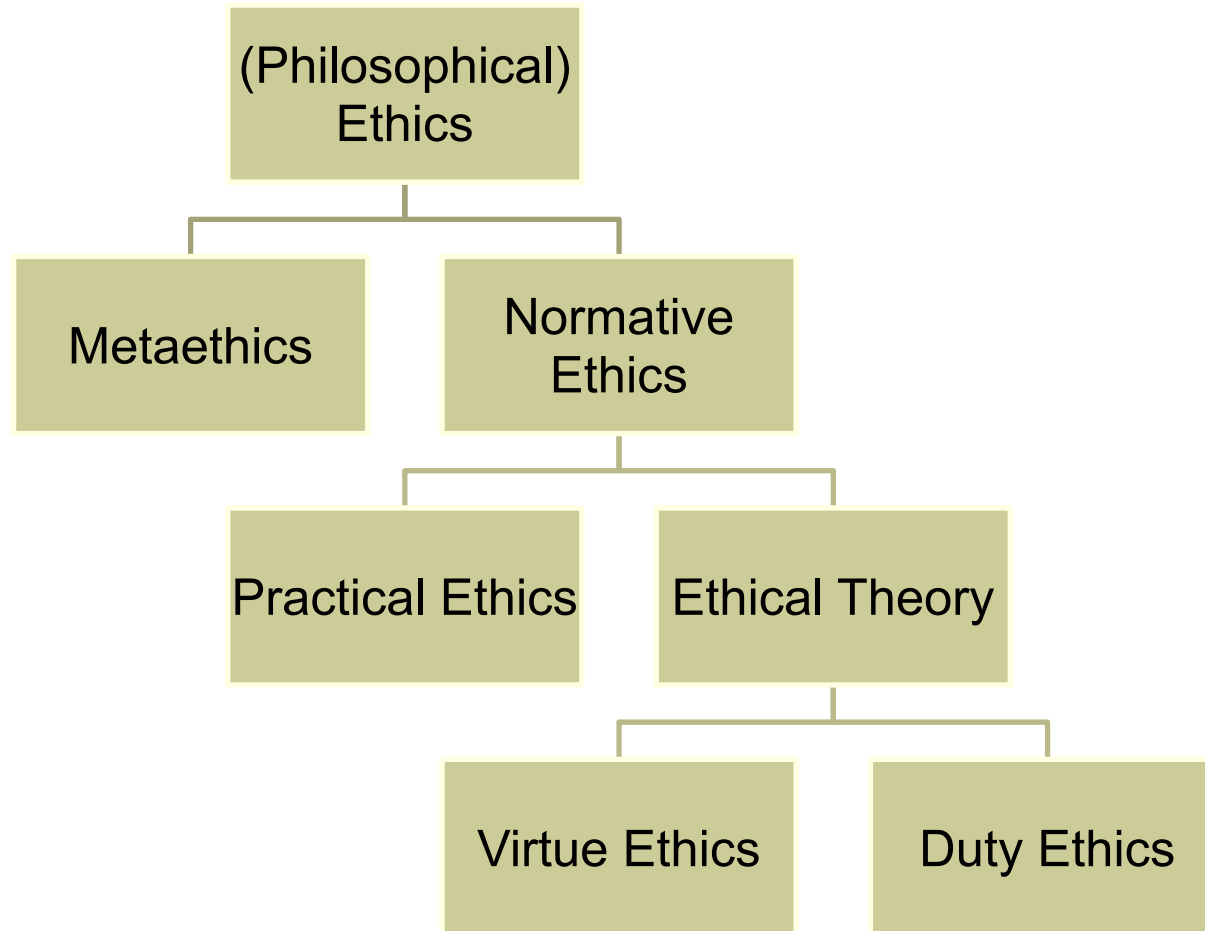 (Philosophical)
Ethics
Metaethics
Normative
Ethics
Practical Ethics
Ethical Theory
Virtue Ethics
Duty Ethics